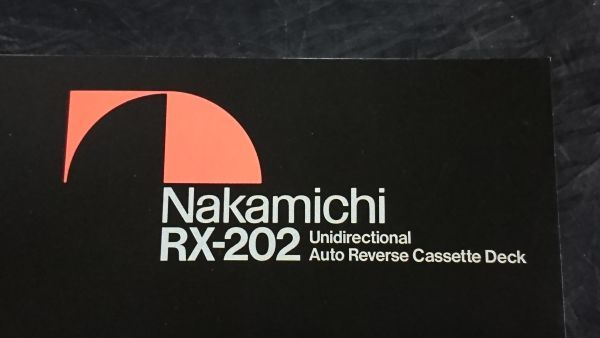 Nakamichi
RX-202 Unidirectional
Auto Reverse Cassette Deck